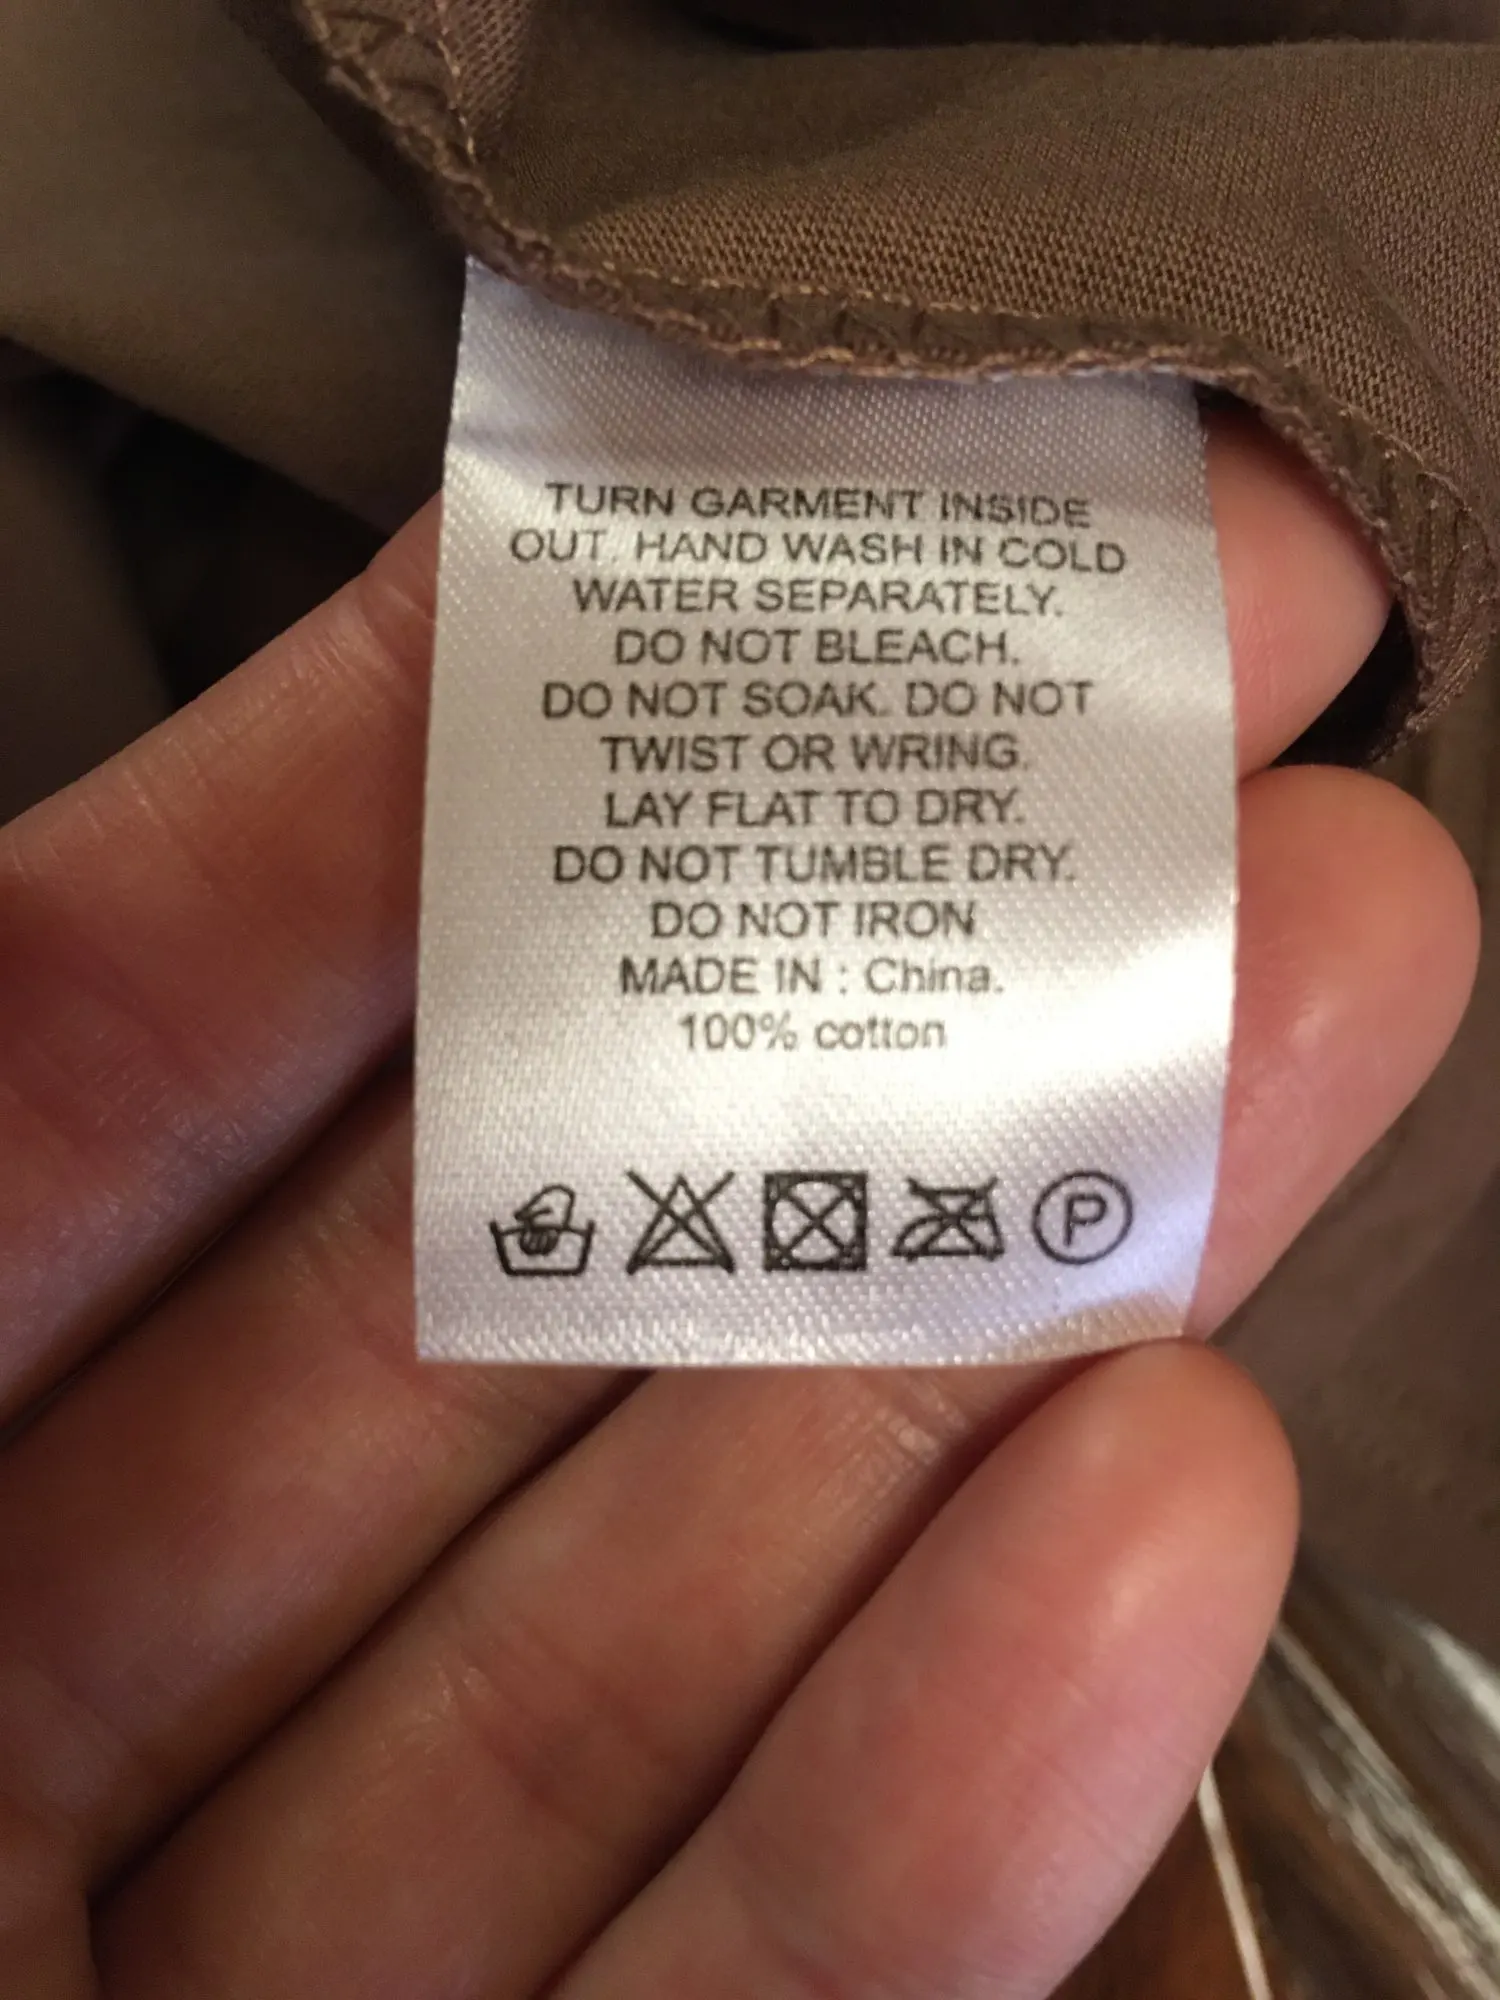 TURN GARMENT INSIDE
OUT. HAND WASH IN COLD
WATER SEPARATELY.
DO NOT BLEACH.
DO NOT SOAK. DO NOT
TWIST OR WRING.
LAY FLAT TO DRY.
DO NOT TUMBLE DRY.
DO NOT IRON
MADE IN : China.
100% cotton
P